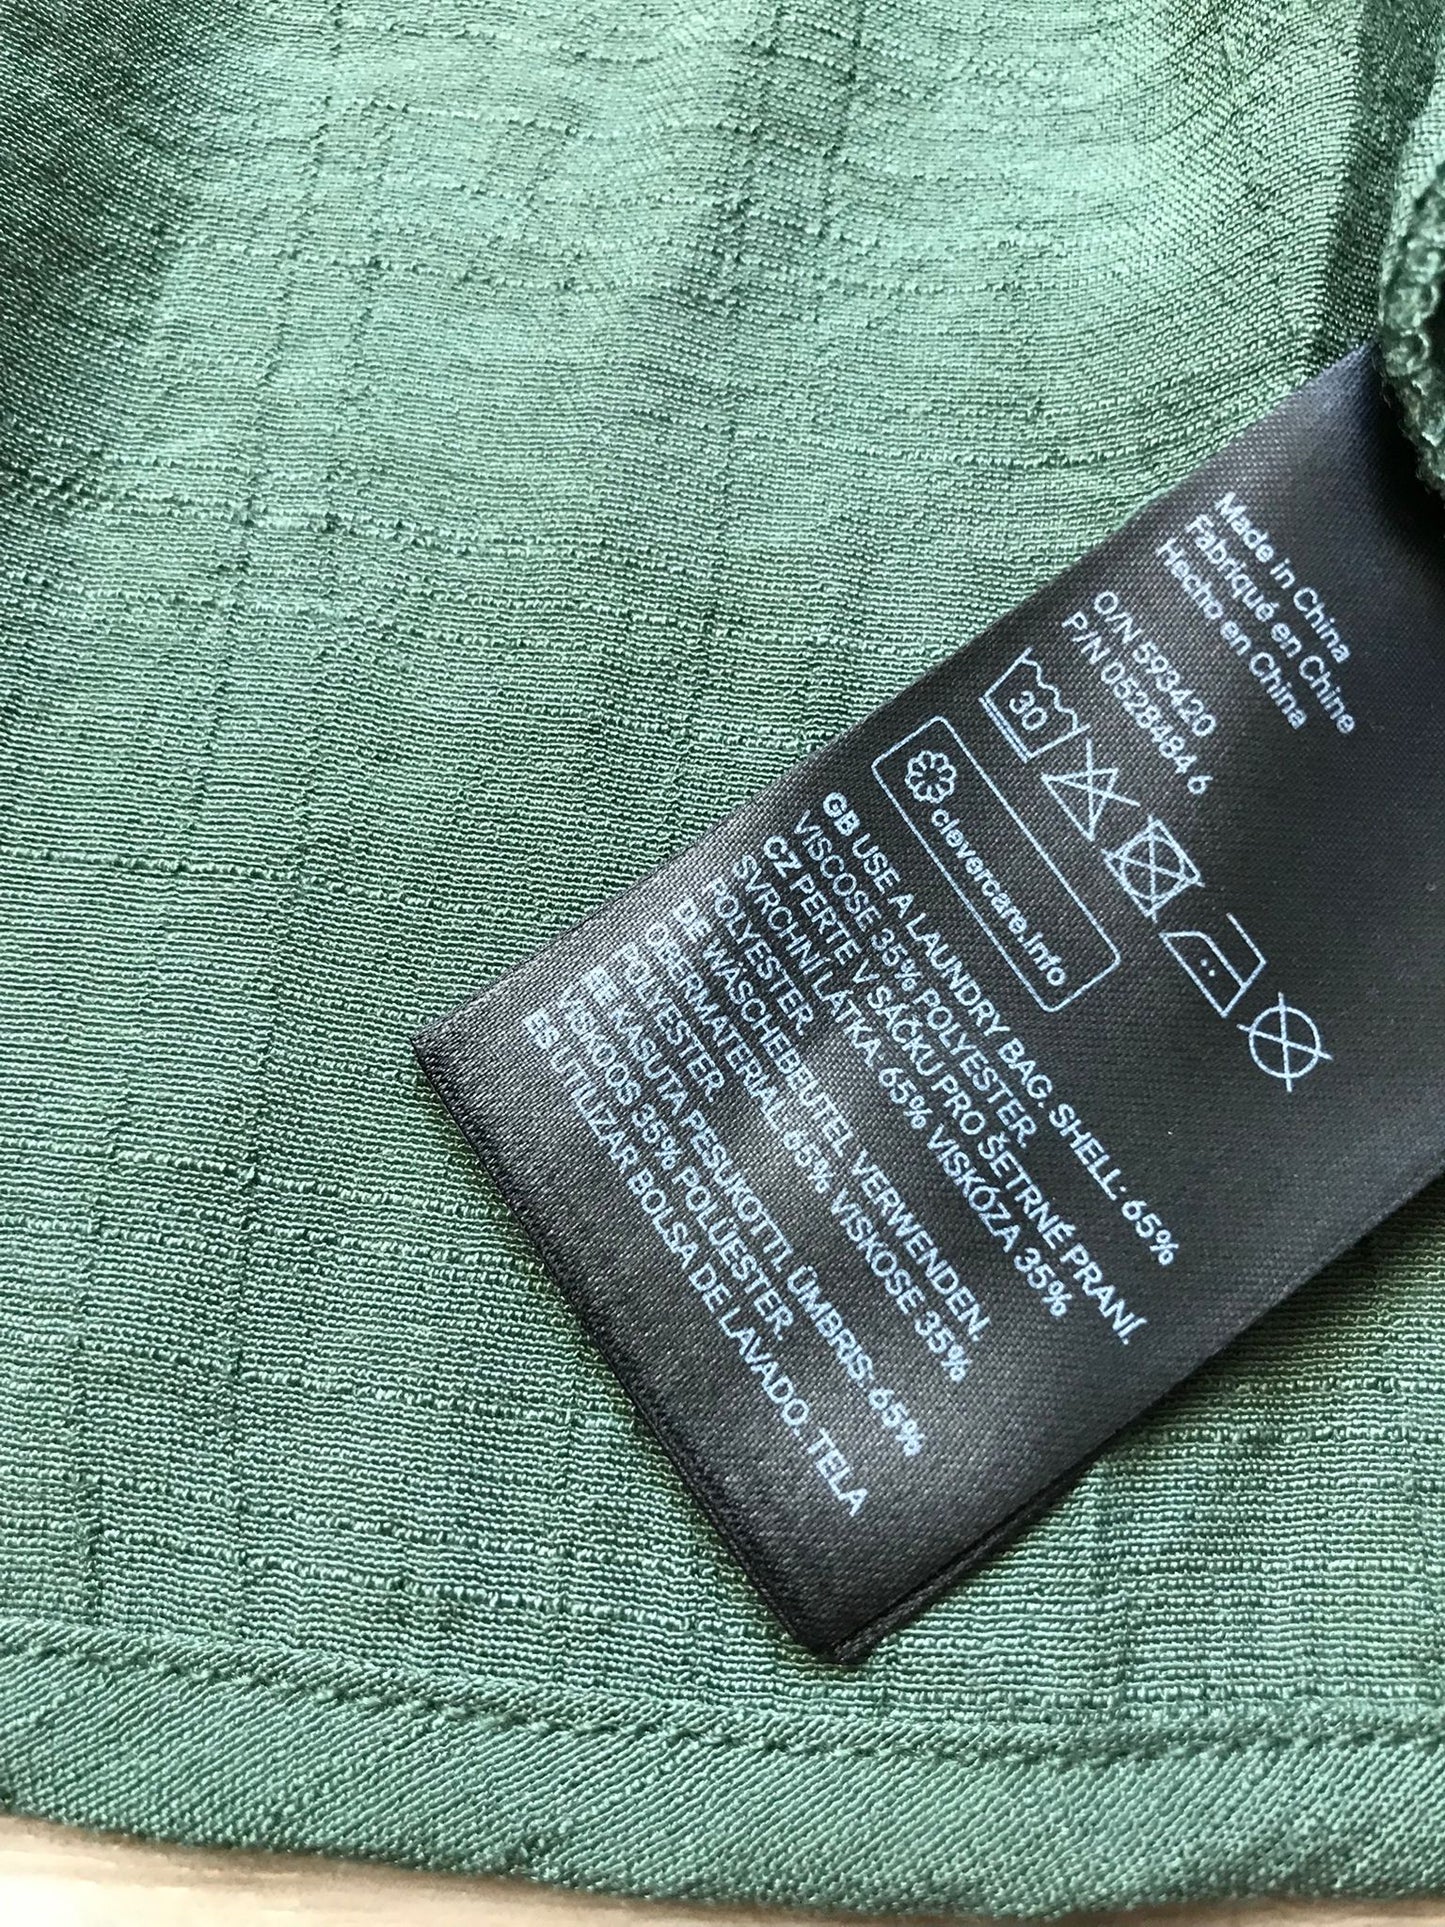 Made in China
Fabriqué en Chine
Hecho en China
O/N 593420
P/N 0528484 6
30
clevercare.info
GB USE A LAUNDRY BAG. SHELL: 65%
VISCOSE 35% POLYESTER
CZ PERTE V SÁČKU PRO ŠETRNÉ PRANÍ.
SVRCHNÍ LÁTKA: 65% VISKÓZA 35%
POLYESTER.
DE WÄSCHEBEUTEL VERWENDEN.
OBERMATERIAL: 65% VISKOSE 35%
POLYESTER.
EE KASUTA PESUKOTTI. ÜMBRIS: 65%
VISKOOS 35% POLÜESTER.
ES UTILIZAR BOLSA DE LAVADO. TELA